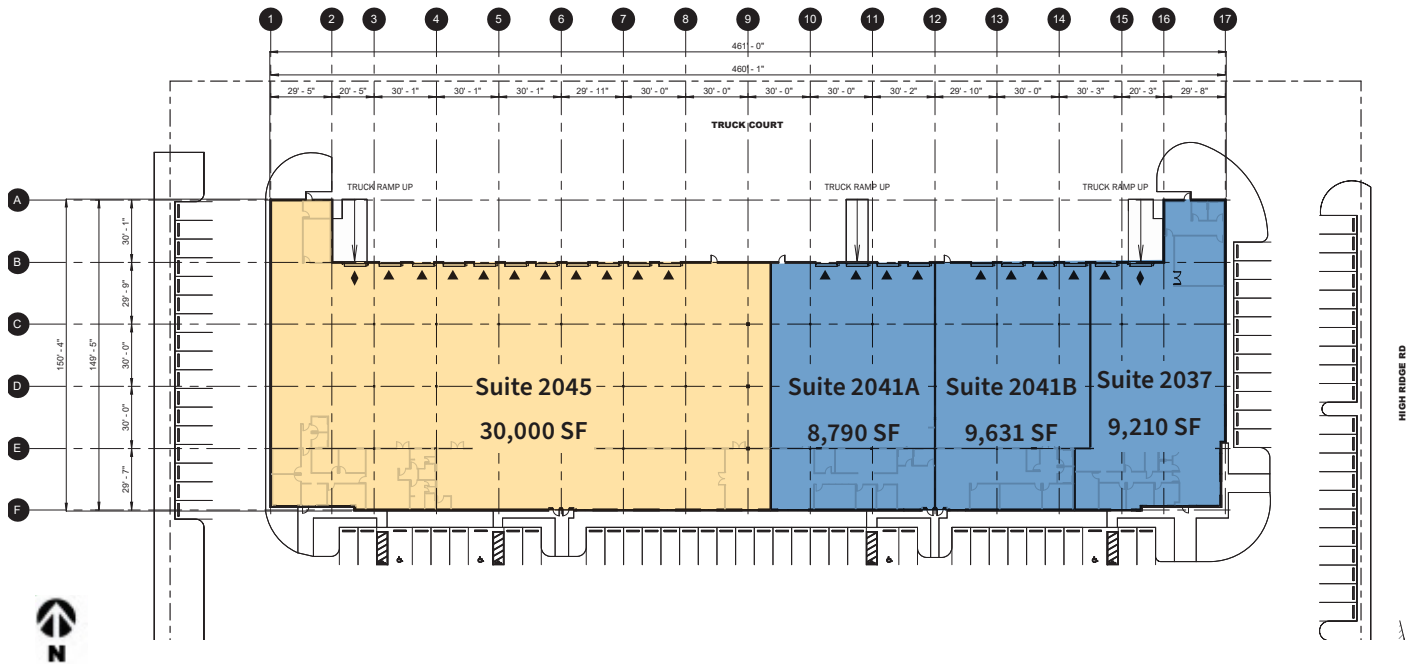 1 2 3 4 5 6 7 8 9 10 11 12 13 14 15 16 17
461' - 0"
460' - 1"
29' - 5" 20' - 5" 30' - 1" 30' - 1" 30' - 1" 29' - 11" 30' - 0" 30' - 0" 30' - 0" 30' - 0" 30' - 2" 29' - 10" 30' - 0" 30' - 3" 20' - 3" 29' - 8"
TRUCK COURT
TRUCK RAMP UP TRUCK RAMP UP TRUCK RAMP UP
A
B
C
D
E
F
150' - 4"
149' - 5"
30' - 1"
29' - 9"
30' - 0"
30' - 0"
29' - 7"
Suite 2045
30,000 SF
Suite 2041A
8,790 SF
Suite 2041B
9,631 SF
Suite 2037
9,210 SF
HIGH RIDGE RD
N